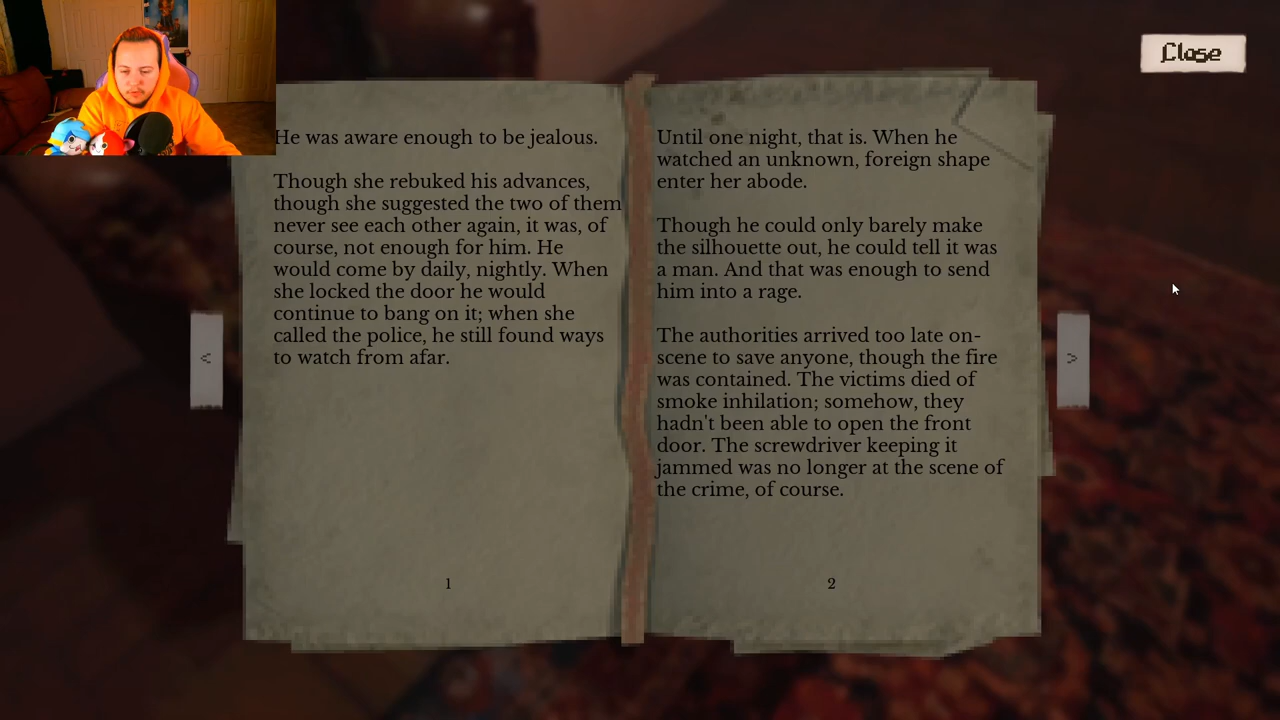 Close
He was aware enough to be jealous.
Though she rebuked his advances,
though she suggested the two of them
never see each other again, it was, of
course, not enough for him. He
would come by daily, nightly. When
she locked the door he would
continue to bang on it; when she
called the police, he still found ways
to watch from afar.
1
Until one night, that is. When he
watched an unknown, foreign shape
enter her abode.
Though he could only barely make
the silhouette out, he could tell it was
a man. And that was enough to send
him into a rage.
The authorities arrived too late on-
scene to save anyone, though the fire
was contained. The victims died of
smoke inhilation; somehow, they
hadn't been able to open the front
door. The screwdriver keeping it
jammed was no longer at the scene of
the crime, of course.
2
<
>